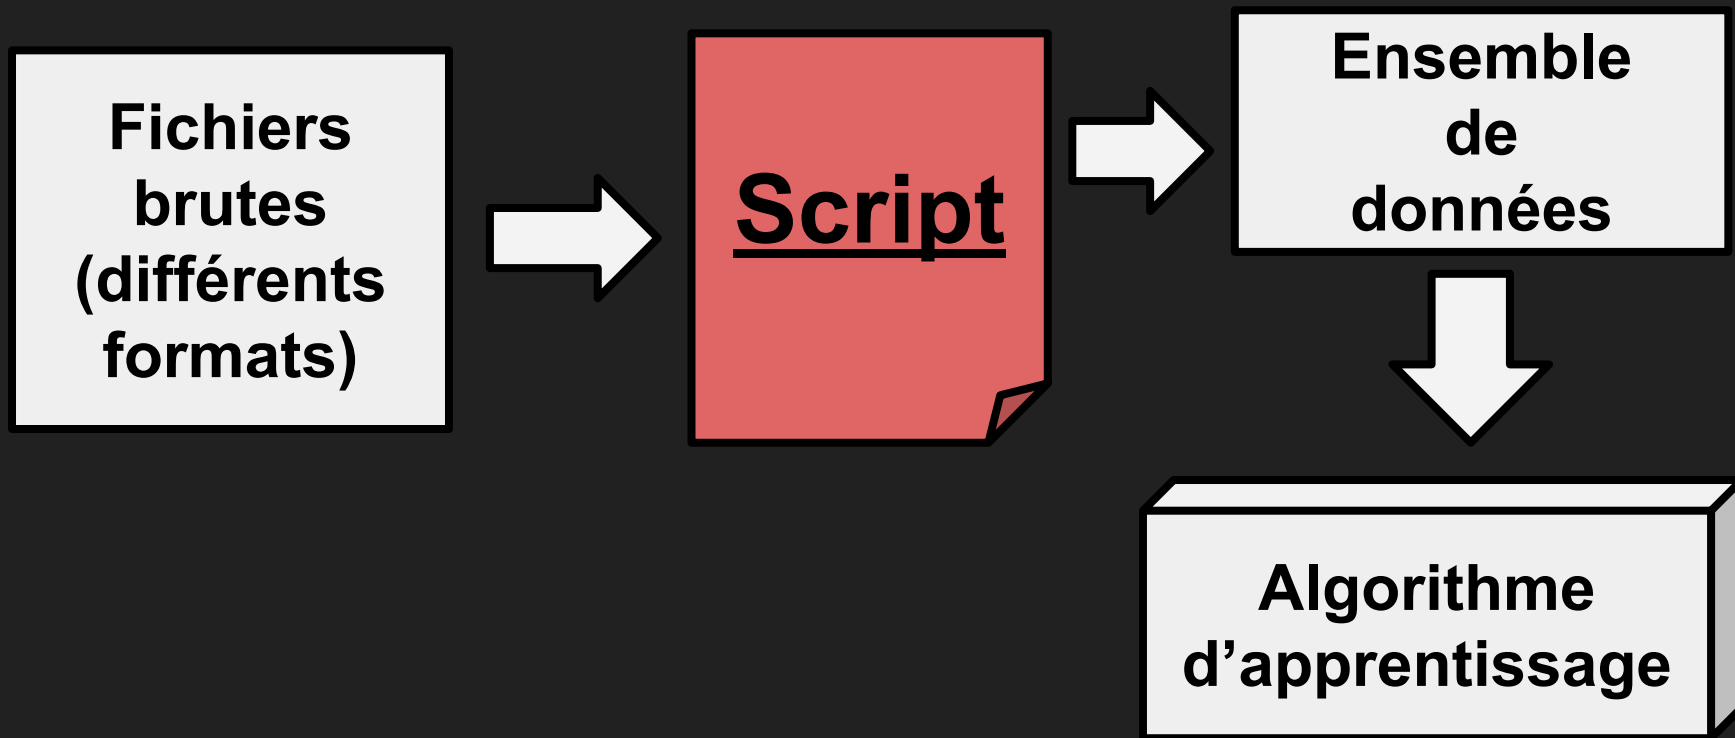 Fichiers
brutes
(différents
formats)
Script
Ensemble
de
données
Algorithme
d’apprentissage